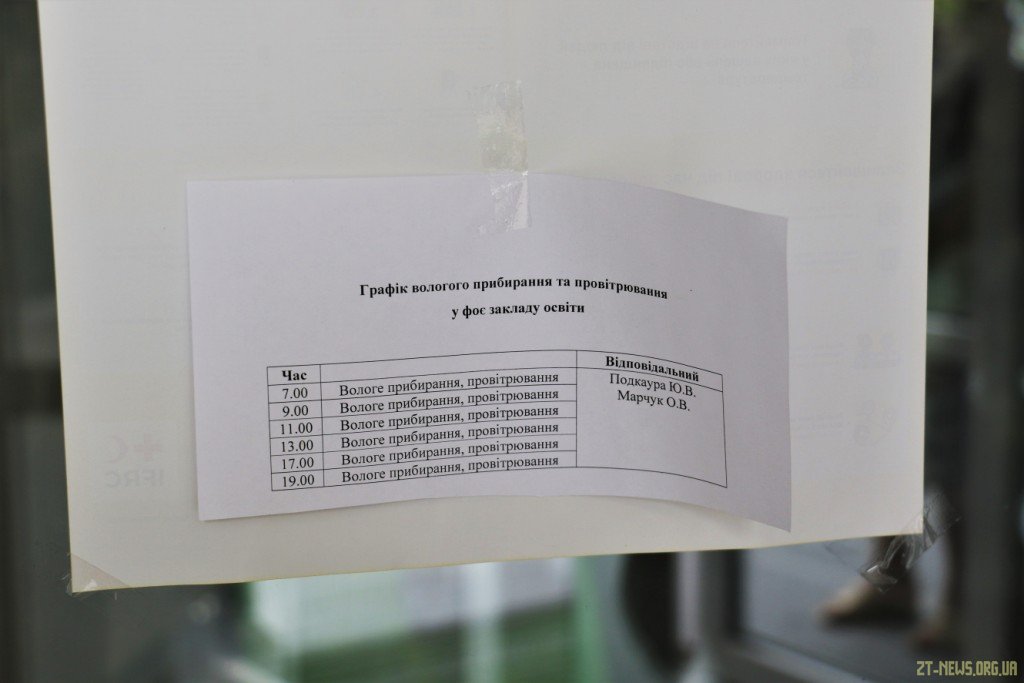 Графік вологого прибирання та провітрювання
у фоє закладу освіти
Час Відповідальний
7.00 Вологе прибирання, провітрювання Подкаура Ю.В.
9.00 Вологе прибирання, провітрювання Марчук О.В.
11.00 Вологе прибирання, провітрювання
13.00 Вологе прибирання, провітрювання
17.00 Вологе прибирання, провітрювання
19.00 Вологе прибирання, провітрювання
IFRC
ZT-NEWS.ORG.UA